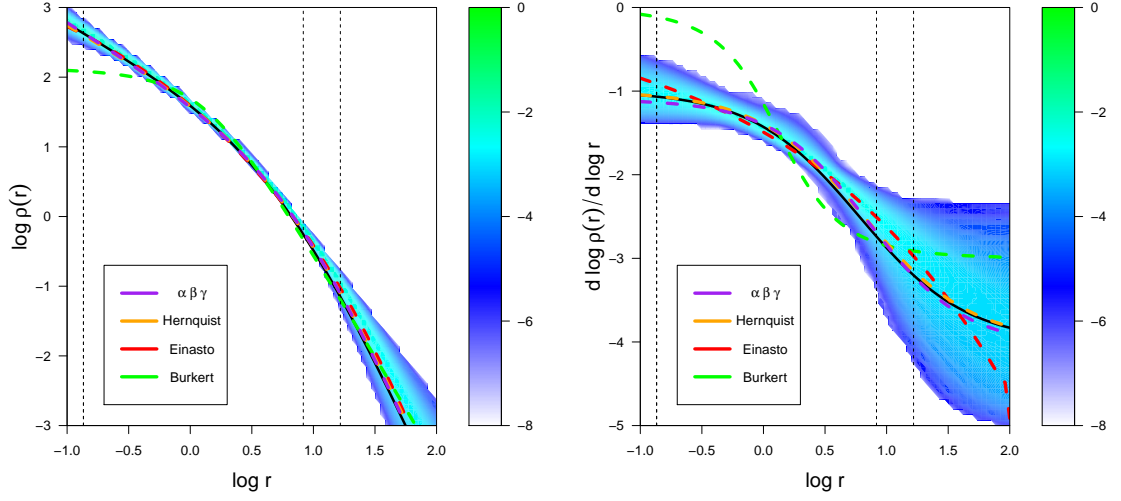 3
2
1
0
−1
−2
−3
log ρ(r)
−1.0 −0.5 0.0 0.5 1.0 1.5 2.0
log r
α β γ
Hernquist
Einasto
Burkert
0
−2
−4
−6
−8
0
−1
−2
−3
−4
−5
d log ρ(r)/d log r
−1.0 −0.5 0.0 0.5 1.0 1.5 2.0
log r
α β γ
Hernquist
Einasto
Burkert
0
−2
−4
−6
−8